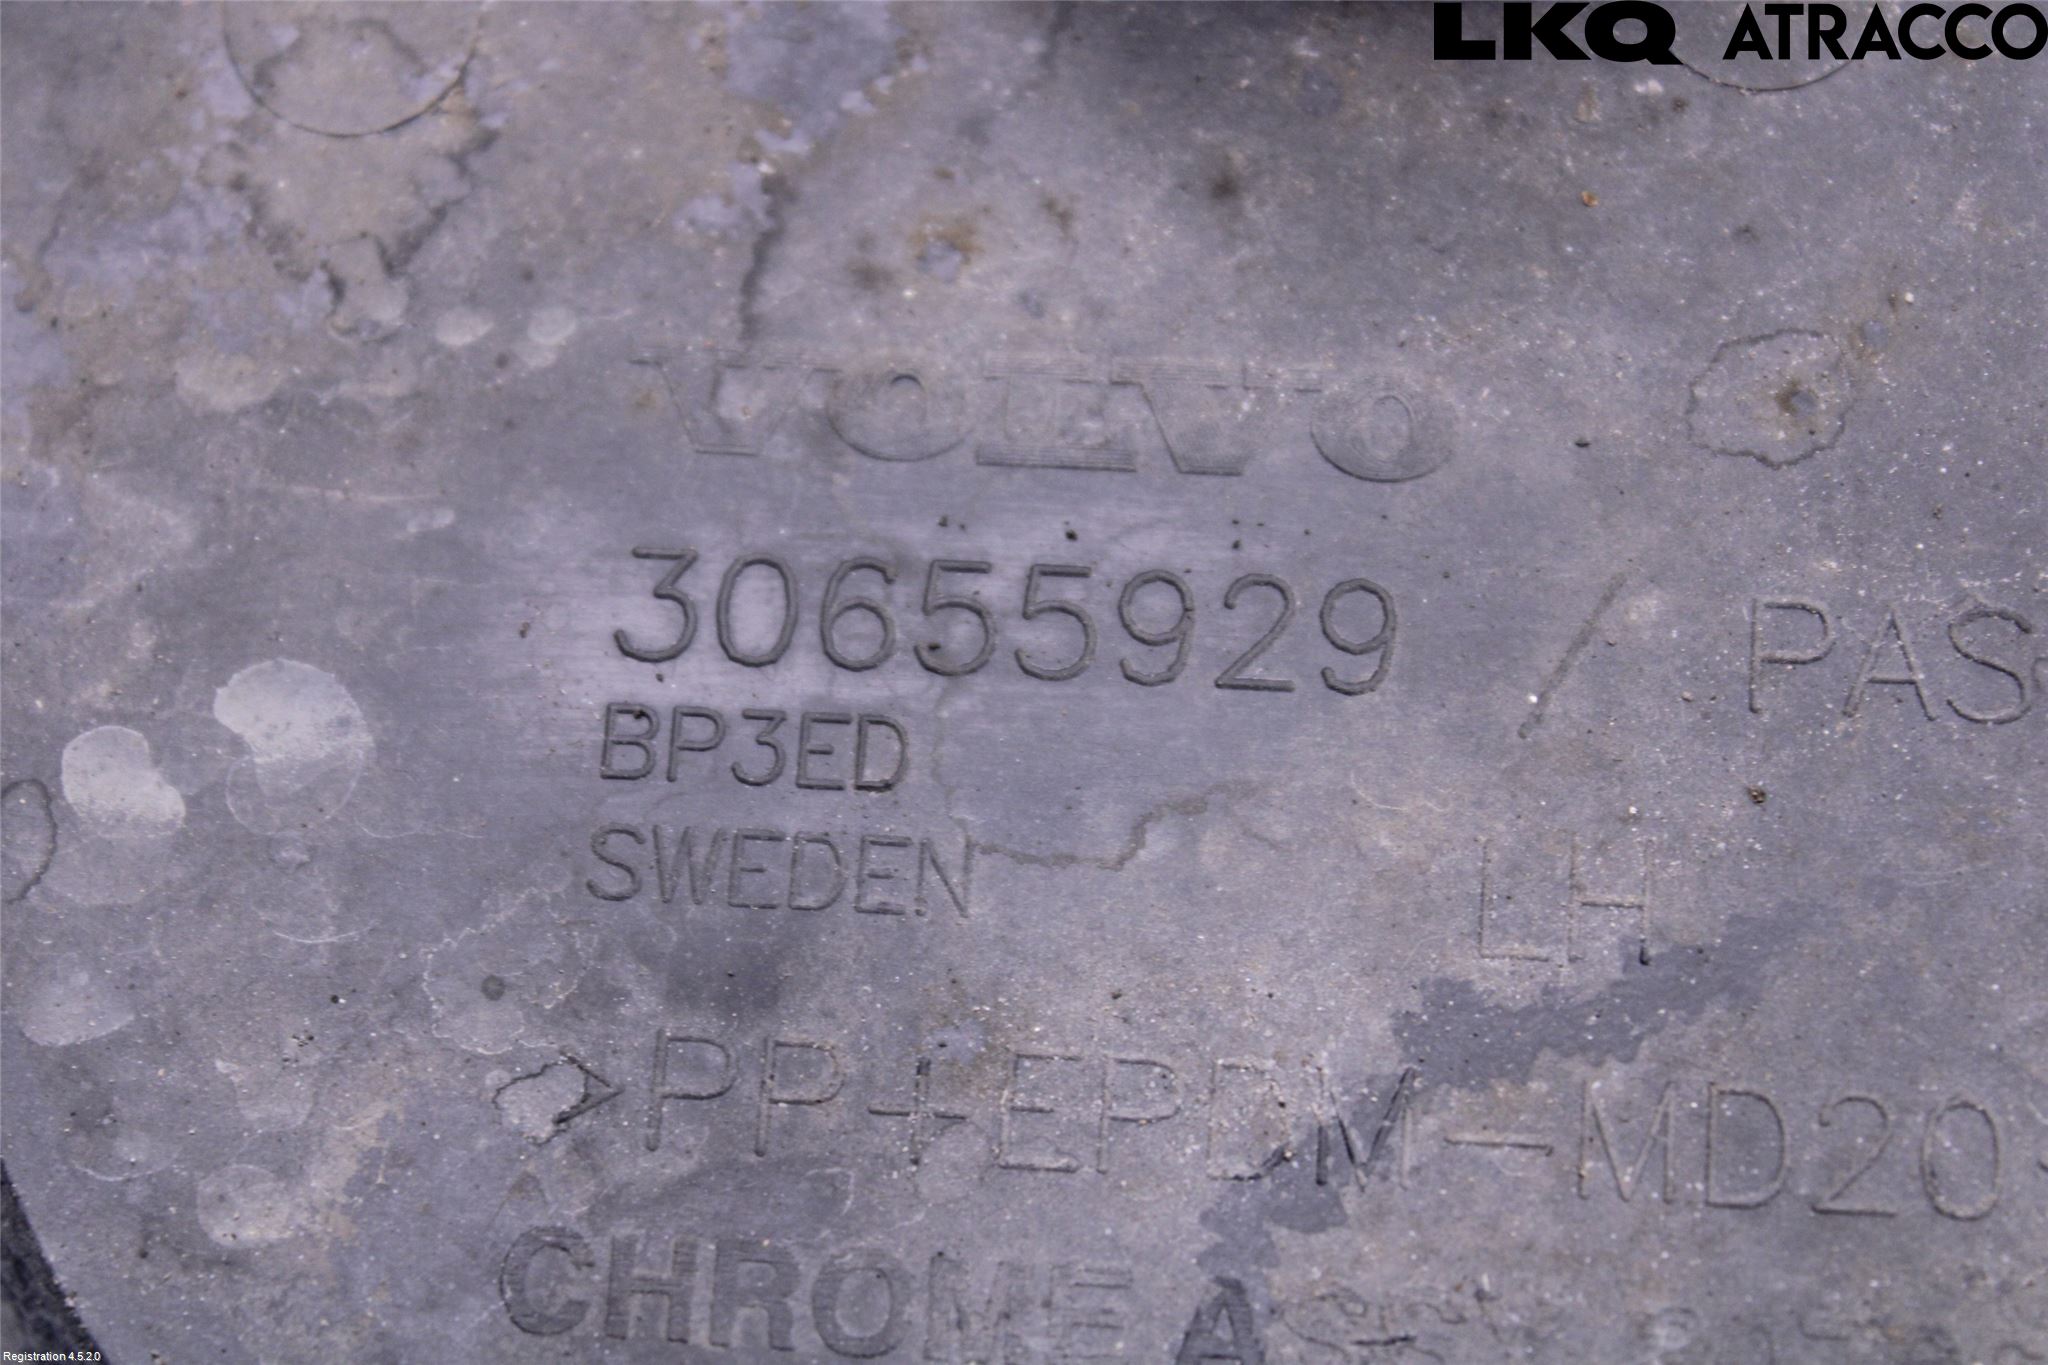 LKQ ATRACCO
VOLVO
30655929 / PAS
BP3ED
SWEDEN
LH
>PP+EPDM-MD20
CHROME A
Registration 4.5.2.0